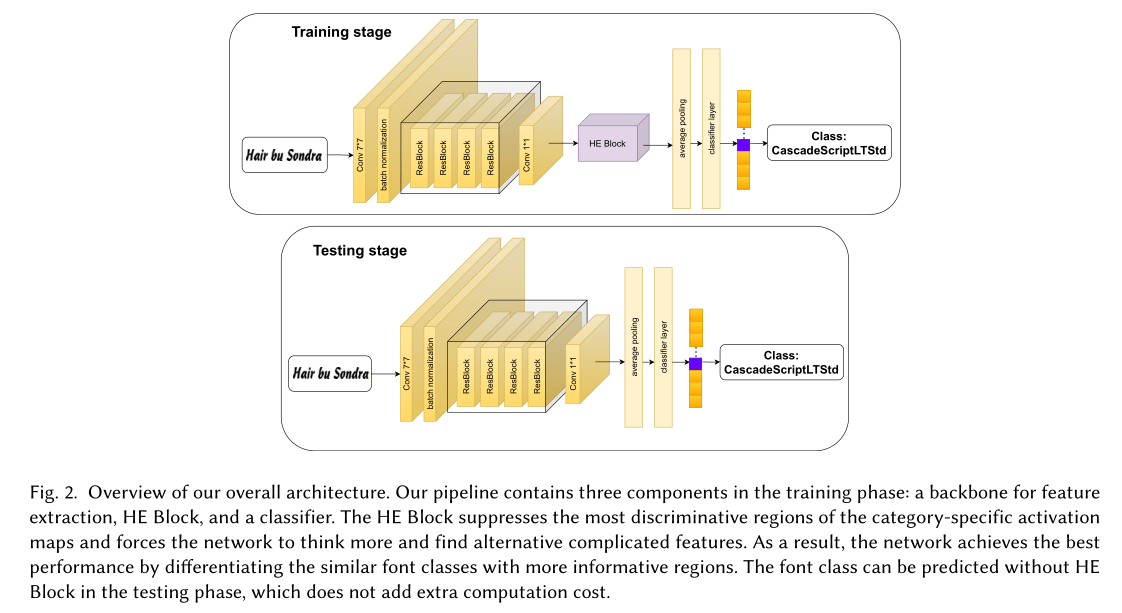 Training stage
Hair bu Sondra
Conv 7*7
batch normalization
ResBlock
ResBlock
ResBlock
ResBlock
Conv 1*1
HE Block
average pooling
classifier layer
Class:
CascadeScriptLTStd
Testing stage
Hair bu Sondra
Conv 7*7
batch normalization
ResBlock
ResBlock
ResBlock
ResBlock
Conv 1*1
average pooling
classifier layer
Class:
CascadeScriptLTStd
Fig. 2. Overview of our overall architecture. Our pipeline contains three components in the training phase: a backbone for feature
extraction, HE Block, and a classifier. The HE Block suppresses the most discriminative regions of the category-specific activation
maps and forces the network to think more and find alternative complicated features. As a result, the network achieves the best
performance by differentiating the similar font classes with more informative regions. The font class can be predicted without HE
Block in the testing phase, which does not add extra computation cost.